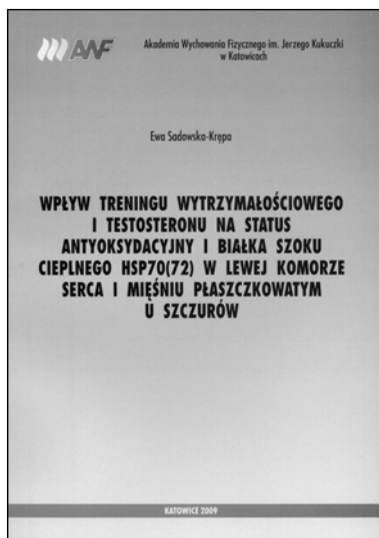 AWF
Akademia Wychowania Fizycznego im. Jerzego Kukuczki
w Katowicach
Ewa Sadowska-Krępa
WPŁYW TRENINGU WYTRZYMAŁOŚCIOWEGO
I TESTOSTERONU NA STATUS
ANTYOKSYDACYJNY I BIAŁKA SZOKU
CIEPLNEGO HSP70(72) W LEWEJ KOMORZE
SERCA I MIĘŚNIU PŁASZCZKOWATYM
U SZCZURÓW
KATOWICE 2009